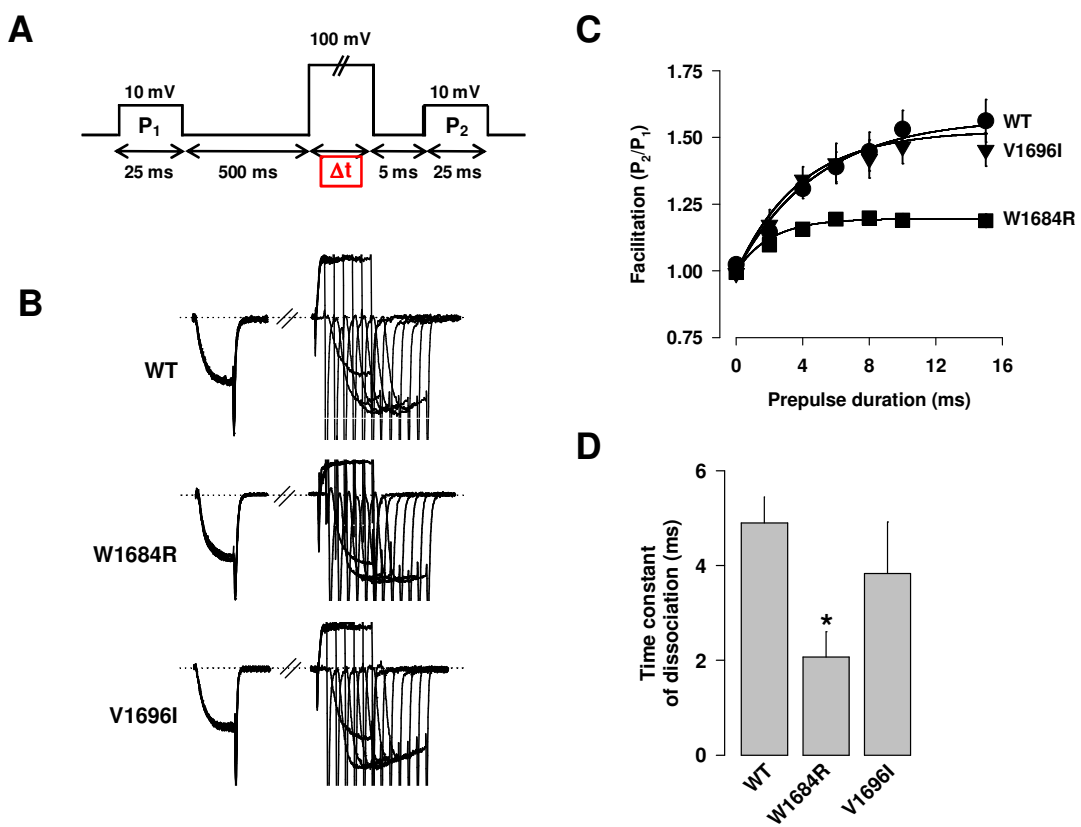 A
100 mV
10 mV
10 mV
P1
P2
25 ms
500 ms
Δt
5 ms
25 ms
B
WT
W1684R
V1696I
C
Facilitation (P2/P1)
1.75
1.50
1.25
1.00
0.75
WT
V1696I
W1684R
0 4 8 12 16
Prepulse duration (ms)
D
Time constant
of dissociation (ms)
6
4
2
0
*
WT
W1684R
V1696I